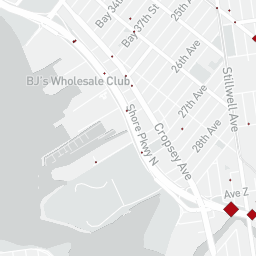 Bay 34th
Bay 37th St
26th Ave
BJ's Wholesale Club
Stillwell Ave
27th Ave
Shore Pkwy N
Cropsey Ave
28th Ave
Ave Z